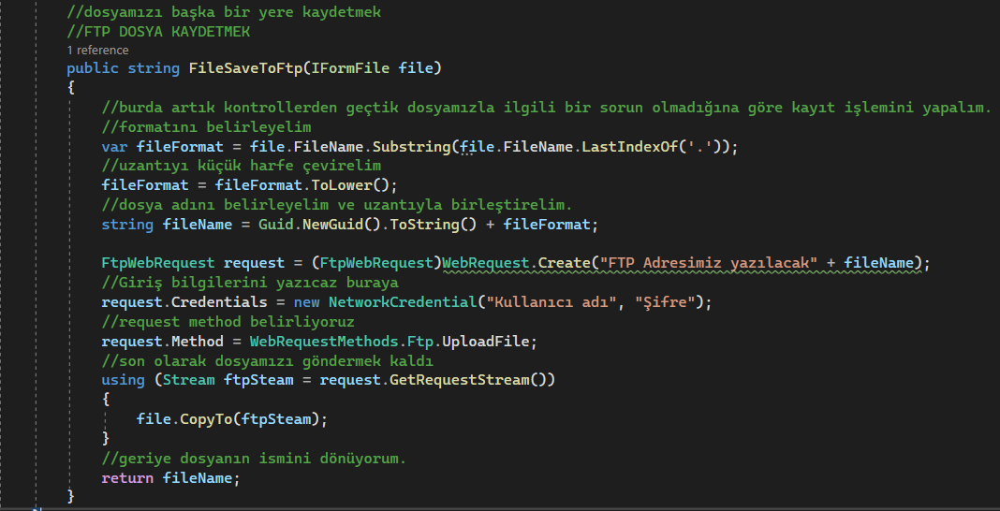 //dosyamızı başka bir yere kaydetmek
//FTP DOSYA KAYDETMEK
1 reference
public string FileSaveToFtp(IFormFile file)
{
//burda artık kontrollerden geçtik dosyamızla ilgili bir sorun olmadığına göre kayıt işlemini yapalım.
//formatını belirleyelim
var fileFormat = file.FileName.Substring(file.FileName.LastIndexOf('.'));
//uzantıyı küçük harfe çevirelim
fileFormat = fileFormat.ToLower();
//dosya adını belirleyelim ve uzantıyla birleştirelim.
string fileName = Guid.NewGuid().ToString() + fileFormat;
FtpWebRequest request = (FtpWebRequest)WebRequest.Create("FTP Adresimiz yazılacak" + fileName);
//Giriş bilgilerini yazıcaz buraya
request.Credentials = new NetworkCredential("Kullanıcı adı", "Şifre");
//request method belirliyoruz
request.Method = WebRequestMethods.Ftp.UploadFile;
//son olarak dosyamızı göndermek kaldı
using (Stream ftpSteam = request.GetRequestStream())
{
file.CopyTo(ftpSteam);
}
//geriye dosyanın ismini dönüyorum.
return fileName;
}